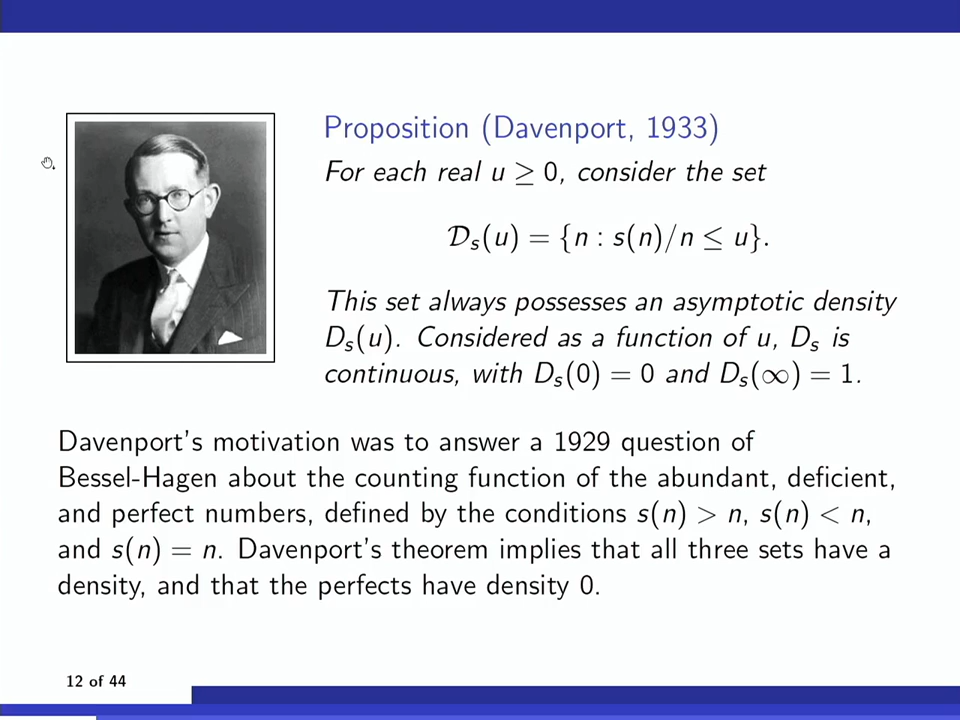 Proposition (Davenport, 1933)
For each real u ≥ 0, consider the set
𝒟ₛ(u) = {n : s(n)/n ≤ u}.
This set always possesses an asymptotic density
Dₛ(u). Considered as a function of u, Dₛ is
continuous, with Dₛ(0) = 0 and Dₛ(∞) = 1.
Davenport's motivation was to answer a 1929 question of
Bessel-Hagen about the counting function of the abundant, deficient,
and perfect numbers, defined by the conditions s(n) > n, s(n) < n,
and s(n) = n. Davenport's theorem implies that all three sets have a
density, and that the perfects have density 0.
12 of 44